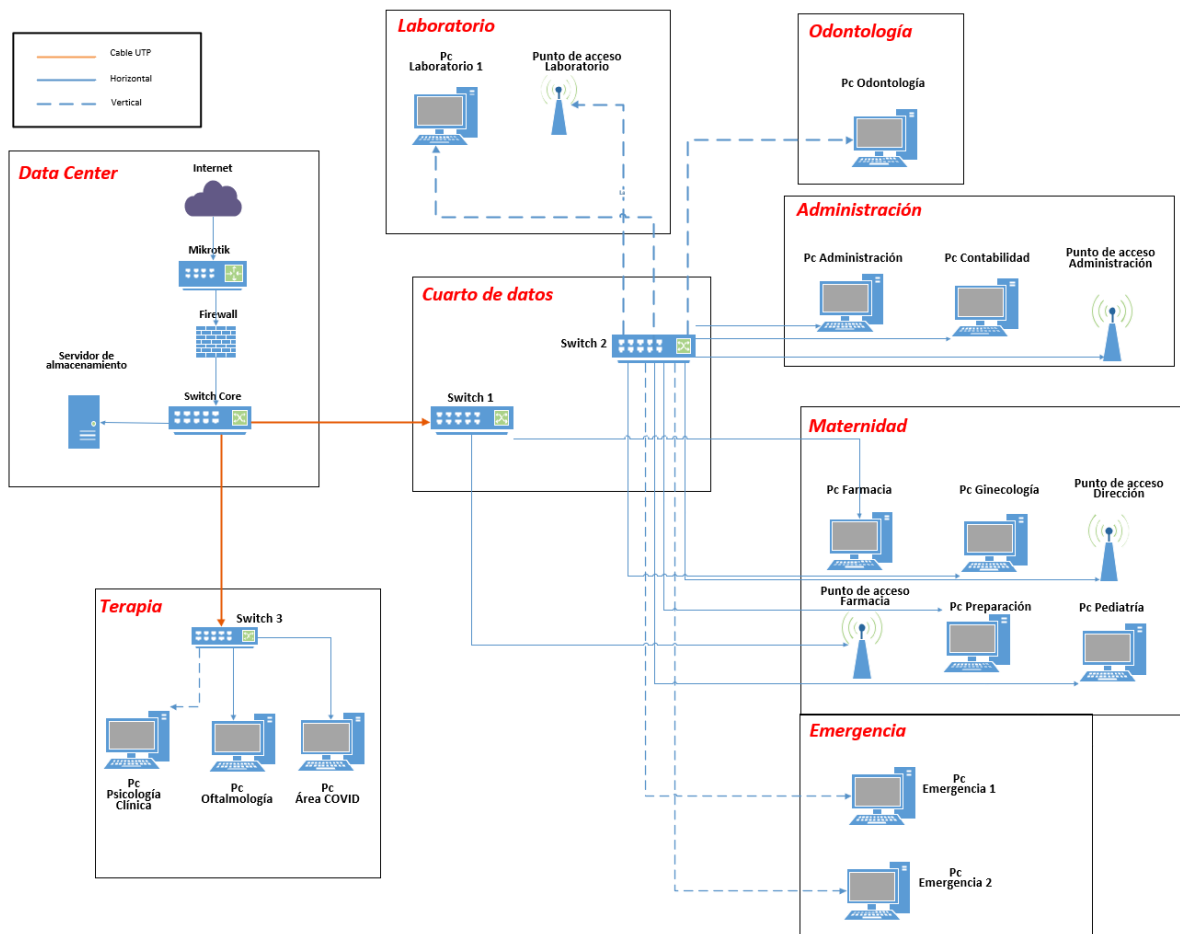 Cable UTP
Horizontal
Vertical
Laboratorio
Pc
Laboratorio 1
Punto de acceso
Laboratorio
Odontología
Pc Odontología
Data Center
Internet
Mikrotik
Firewall
Servidor de
almacenamiento
Switch Core
Administración
Pc Administración
Pc Contabilidad
Punto de acceso
Administración
Cuarto de datos
Switch 2
Switch 1
Maternidad
Pc Farmacia
Pc Ginecología
Punto de acceso
Dirección
Punto de acceso
Farmacia
Pc Preparación
Pc Pediatría
Terapia
Switch 3
Pc
Psicología
Clínica
Pc
Oftalmología
Pc
Área COVID
Emergencia
Pc
Emergencia 1
Pc
Emergencia 2